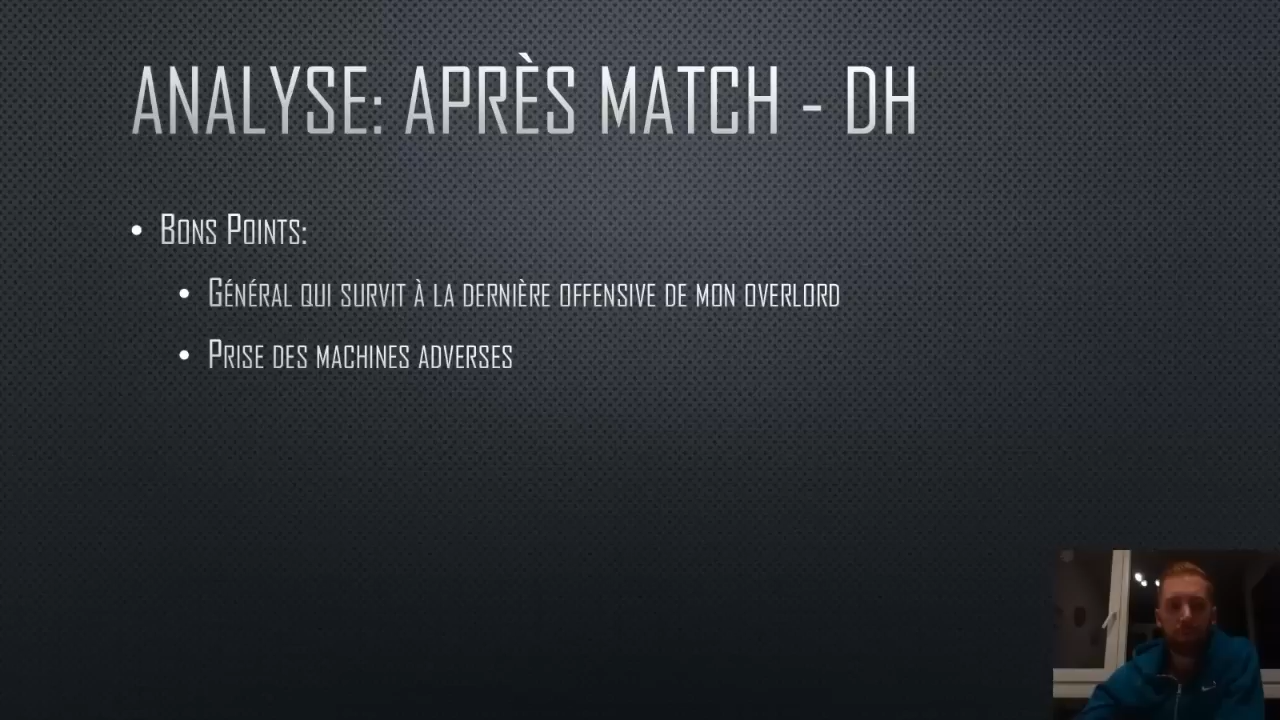 ANALYSE: APRÈS MATCH - DH
• BONS POINTS:
• GÉNÉRAL QUI SURVIT À LA DERNIÈRE OFFENSIVE DE MON OVERLORD
• PRISE DES MACHINES ADVERSES